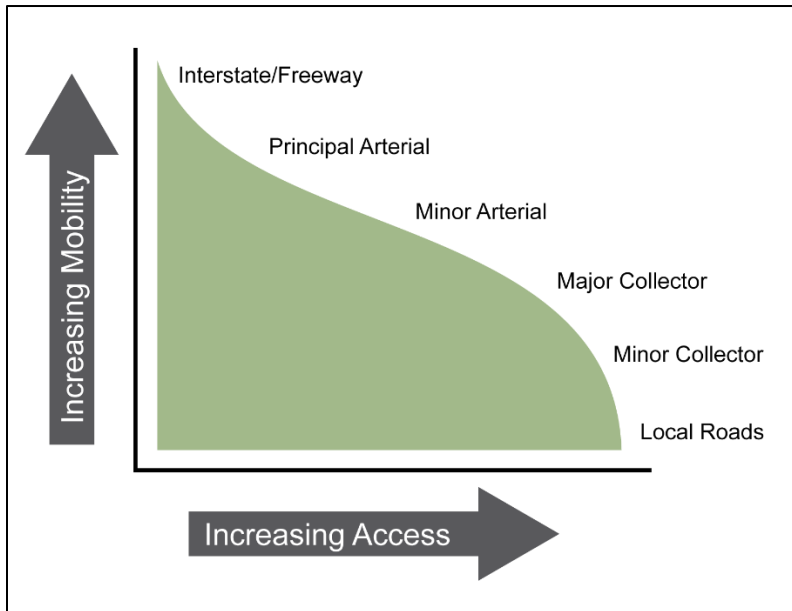 Interstate/Freeway
Principal Arterial
Minor Arterial
Major Collector
Minor Collector
Local Roads
Increasing Mobility
Increasing Access